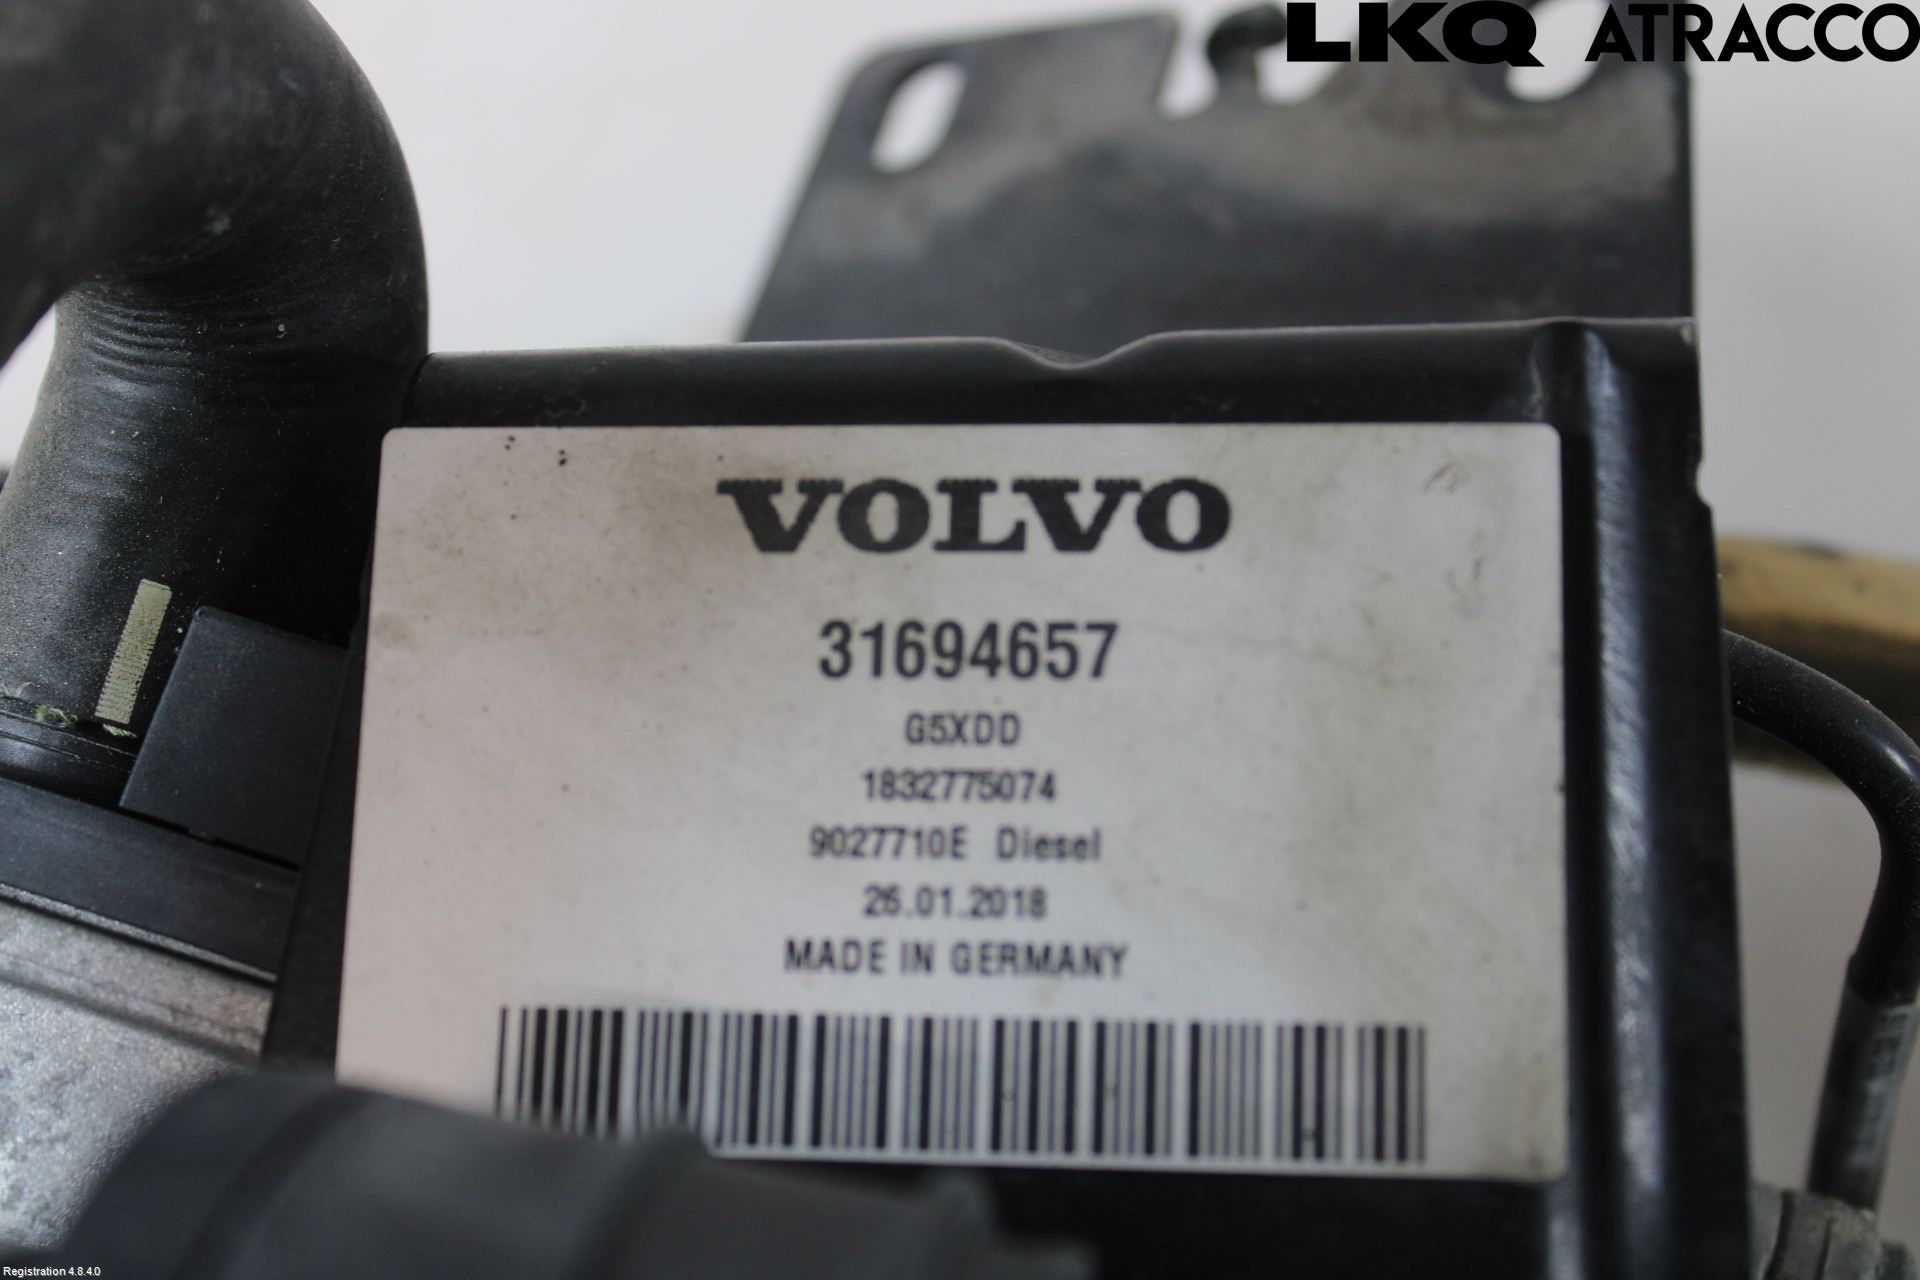 LKQ ATRACCO
VOLVO
31694657
G5XDD
1832775074
9027710E Diesel
26.01.2018
MADE IN GERMANY
Registration 4.8.4.0